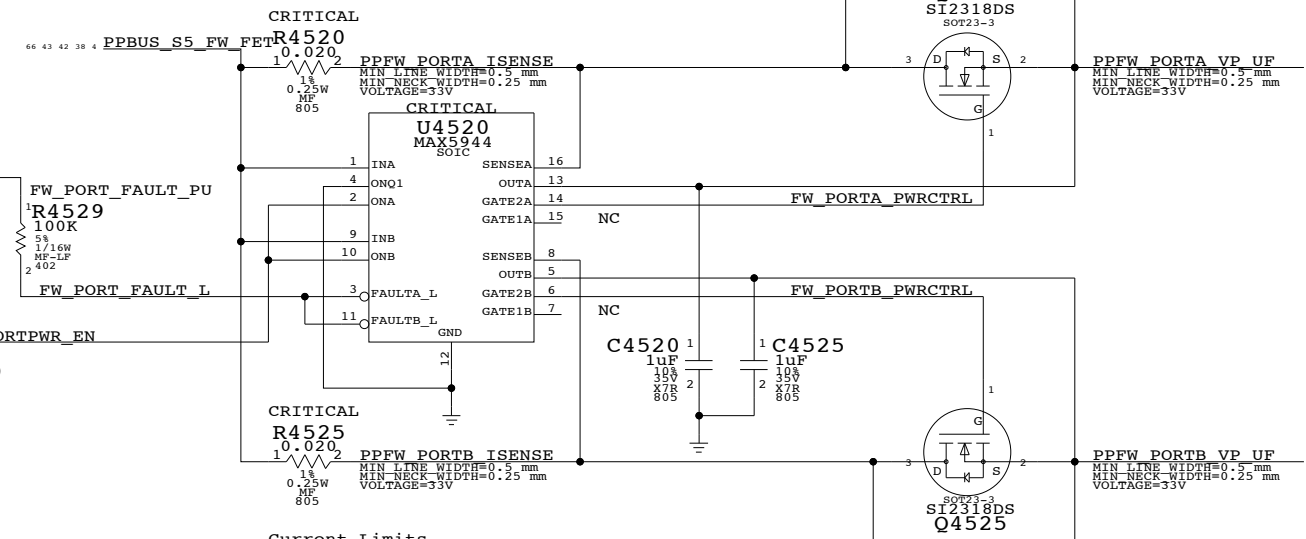 SI2318DS
SOT23-3
CRITICAL
R4520
0.020
66 43 42 38 4
PPBUS_S5_FW_FET
1
2
1%
0.25W
MF
805
PPFW_PORTA_ISENSE
MIN_LINE_WIDTH=0.5 mm
MIN_NECK_WIDTH=0.25 mm
VOLTAGE=33V
3
D
S
2
G
1
PPFW_PORTA_VP_UF
MIN_LINE_WIDTH=0.5 mm
MIN_NECK_WIDTH=0.25 mm
VOLTAGE=33V
CRITICAL
U4520
MAX5944
SOIC
1 INA
4 ONQ1
2 ONA
9 INB
10 ONB
3 FAULTA_L
11 FAULTB_L
GND
12
SENSEA 16
OUTA 13
GATE2A 14
GATE1A 15
NC
SENSEB 8
OUTB 5
GATE2B 6
GATE1B 7
NC
FW_PORTA_PWRCTRL
FW_PORTB_PWRCTRL
FW_PORT_FAULT_PU
1
R4529
100K
5%
1/16W
MF-LF
402
2
FW_PORT_FAULT_L
ORTPWR_EN
C4520
1
1uF
10%
35V
X7R
805
2
C4525
1
1uF
10%
35V
X7R
805
2
CRITICAL
R4525
0.020
1
2
1%
0.25W
MF
805
PPFW_PORTB_ISENSE
MIN_LINE_WIDTH=0.5 mm
MIN_NECK_WIDTH=0.25 mm
VOLTAGE=33V
1
G
3
D
S
2
SOT23-3
SI2318DS
Q4525
PPFW_PORTB_VP_UF
MIN_LINE_WIDTH=0.5 mm
MIN_NECK_WIDTH=0.25 mm
VOLTAGE=33V
Current Limits